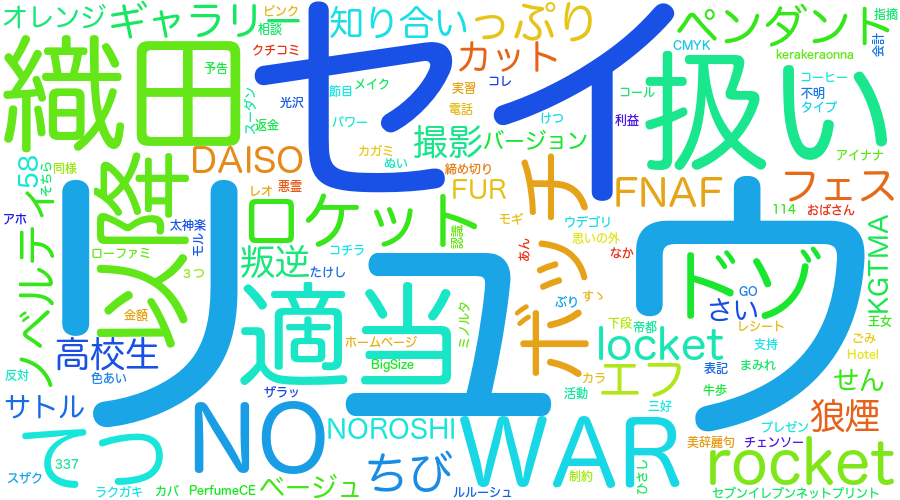 オレンジ
ギャラリー
ピンク
相談
知り合い
っぷり
ペンダント
指摘
会計
クチコミ
カット
CMYK
kerakeraonna
織田
予告
セイ
扱い
スーダン
光沢
節目
メイク
実習
コレ
コール
コーヒー
不明
タイプ
返金
パワー
電話
けつ
利益
撮影
バージョン
58
そちら
同様
DAISO
カガミ
ぬい
締め切り
アイナナ
以降
レオ
悪霊
FUR
ボッチ
FNAF
フェス
アホ
リュウ
太神楽
モル
ロケット
認識
モギ
ウデゴリ
思いの外
114
おばさん
ノベルティ
ローファミ
3つ
叛逆
たけし
コチラ
あん
なか
ドゾ
KGTMA
金額
適当
ザラッ
ミノルタ
ぶり
すゝ
さい
GO
王女
高校生
ホームページ
下段
帝都
レシート
locket
支持
ごみ
Hotel
反対
色あい
BigSize
カラ
エフ
表記
まみれ
せん
サトル
活動
牛歩
三好
狼煙
てつ
NO
NOROSHI
WAR
プレゼン
美辞麗句
チェンソー
337
ちび
rocket
スザク
ラクガキ
カバ
PerfumeCE
ベージュ
ルルーシュ
制約
ひさし
セブンイレブンネットプリント